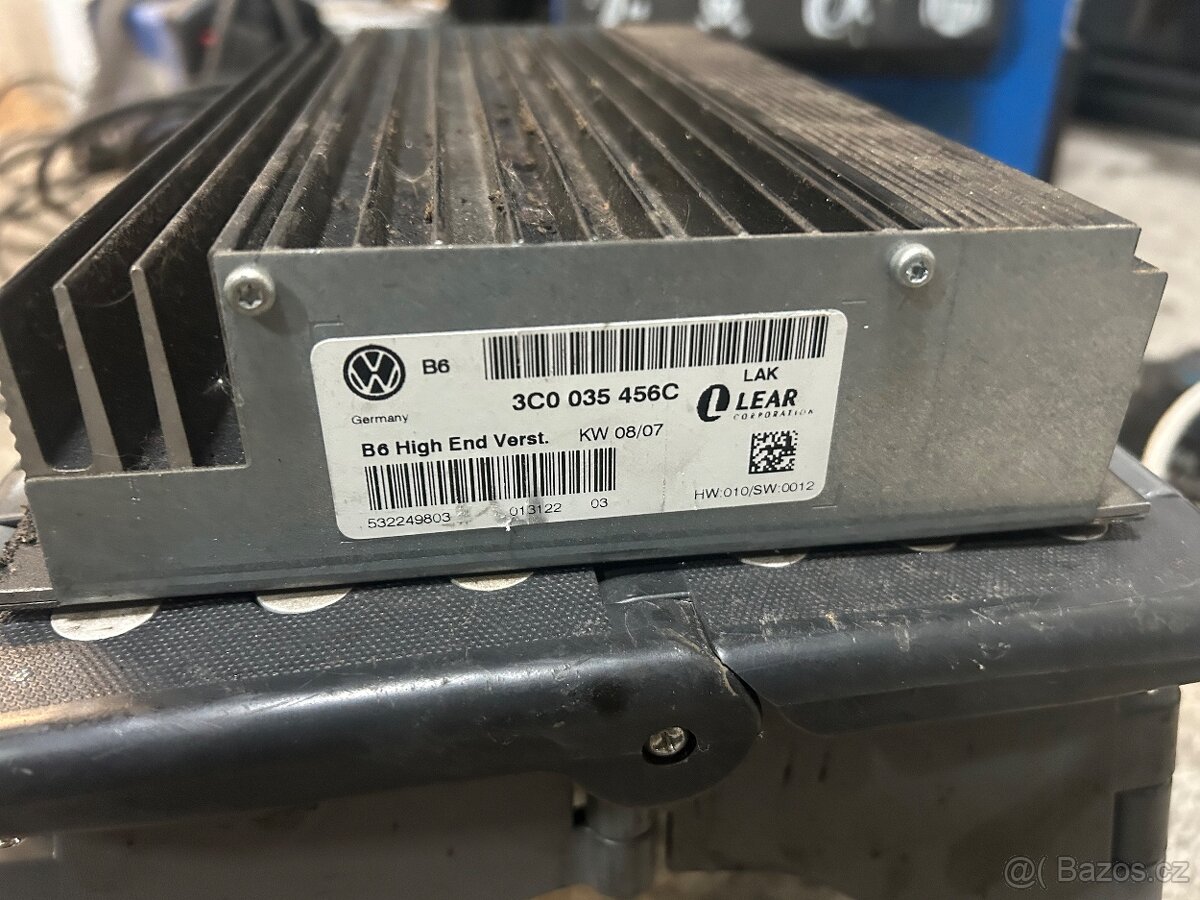 B6
LAK
3C0 035 456C
LEAR
CORPORATION
Germany
B6 High End Verst. KW 08/07
532249803 013122 03
HW:010/SW:0012
@( Bazos.cz